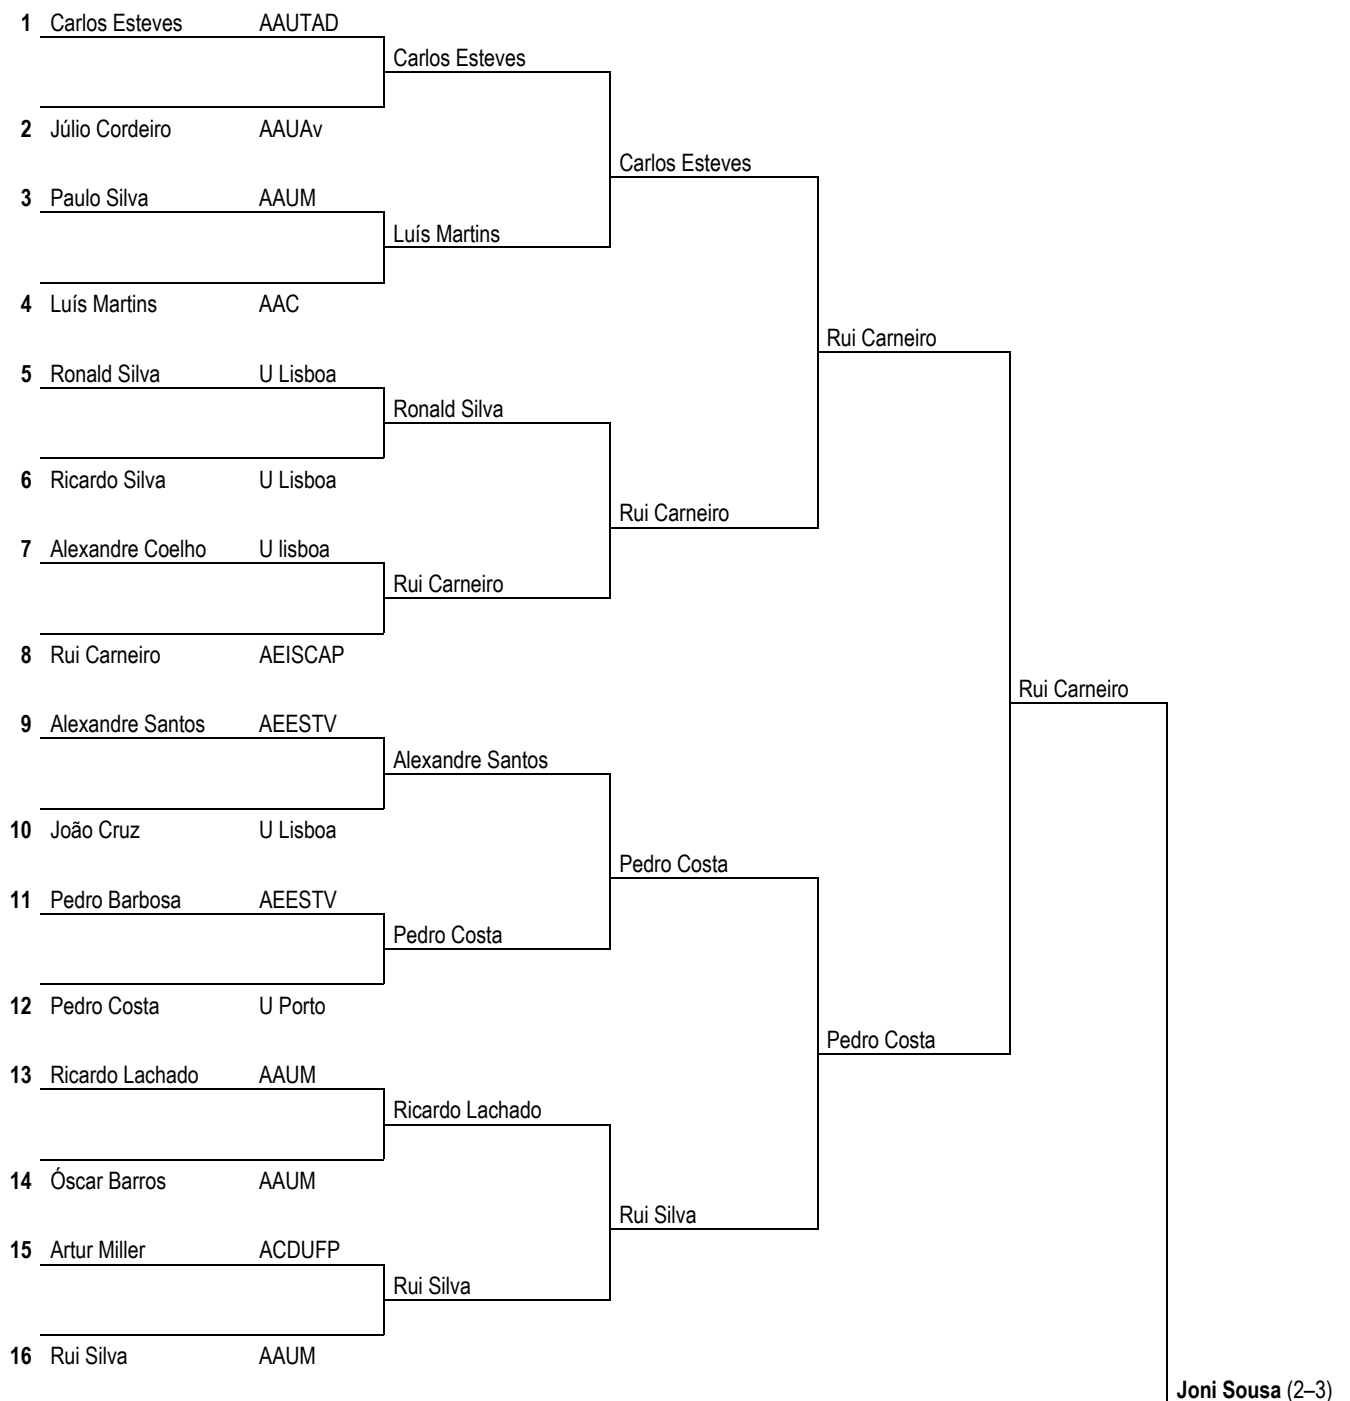 1 Carlos Esteves AAUTAD
Carlos Esteves
2 Júlio Cordeiro AAUAv
Carlos Esteves
3 Paulo Silva AAUM
Luís Martins
4 Luís Martins AAC
Rui Carneiro
5 Ronald Silva U Lisboa
Ronald Silva
6 Ricardo Silva U Lisboa
Rui Carneiro
7 Alexandre Coelho U lisboa
Rui Carneiro
8 Rui Carneiro AEISCAP
Rui Carneiro
9 Alexandre Santos AEESTV
Alexandre Santos
10 João Cruz U Lisboa
Pedro Costa
11 Pedro Barbosa AEESTV
Pedro Costa
12 Pedro Costa U Porto
Pedro Costa
13 Ricardo Lachado AAUM
Ricardo Lachado
14 Óscar Barros AAUM
Rui Silva
15 Artur Miller ACDUFP
Rui Silva
16 Rui Silva AAUM
Joni Sousa (2–3)